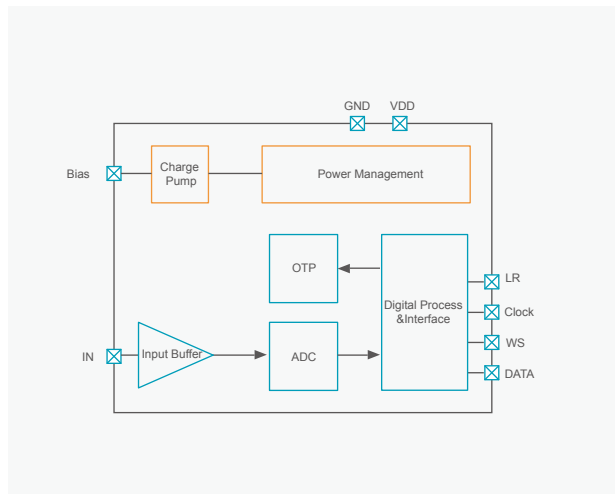 GND VDD
Bias
Charge
Pump
Power Management
OTP
LR
Digital Process
&Interface
Clock
WS
IN
Input Buffer
ADC
DATA